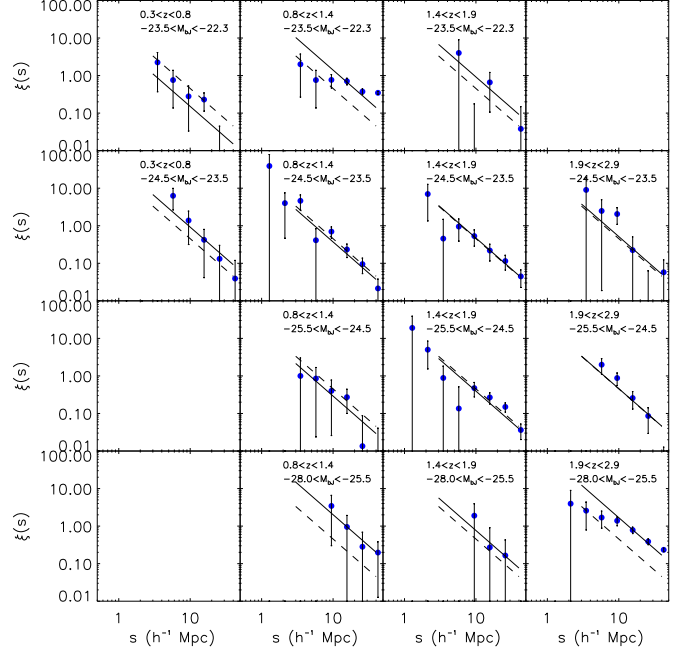 100.00
10.00
1.00
0.10
0.01
ξ(s)
0.3<z<0.8
−23.5<M_bJ<−22.3
0.8<z<1.4
−23.5<M_bJ<−22.3
1.4<z<1.9
−23.5<M_bJ<−22.3
100.00
10.00
1.00
0.10
0.01
ξ(s)
0.3<z<0.8
−24.5<M_bJ<−23.5
0.8<z<1.4
−24.5<M_bJ<−23.5
1.4<z<1.9
−24.5<M_bJ<−23.5
1.9<z<2.9
−24.5<M_bJ<−23.5
100.00
10.00
1.00
0.10
0.01
ξ(s)
0.8<z<1.4
−25.5<M_bJ<−24.5
1.4<z<1.9
−25.5<M_bJ<−24.5
1.9<z<2.9
−25.5<M_bJ<−24.5
100.00
10.00
1.00
0.10
0.01
ξ(s)
0.8<z<1.4
−28.0<M_bJ<−25.5
1.4<z<1.9
−28.0<M_bJ<−25.5
1.9<z<2.9
−28.0<M_bJ<−25.5
1 10 1 10 1 10 1 10
s (h⁻¹ Mpc) s (h⁻¹ Mpc) s (h⁻¹ Mpc) s (h⁻¹ Mpc)